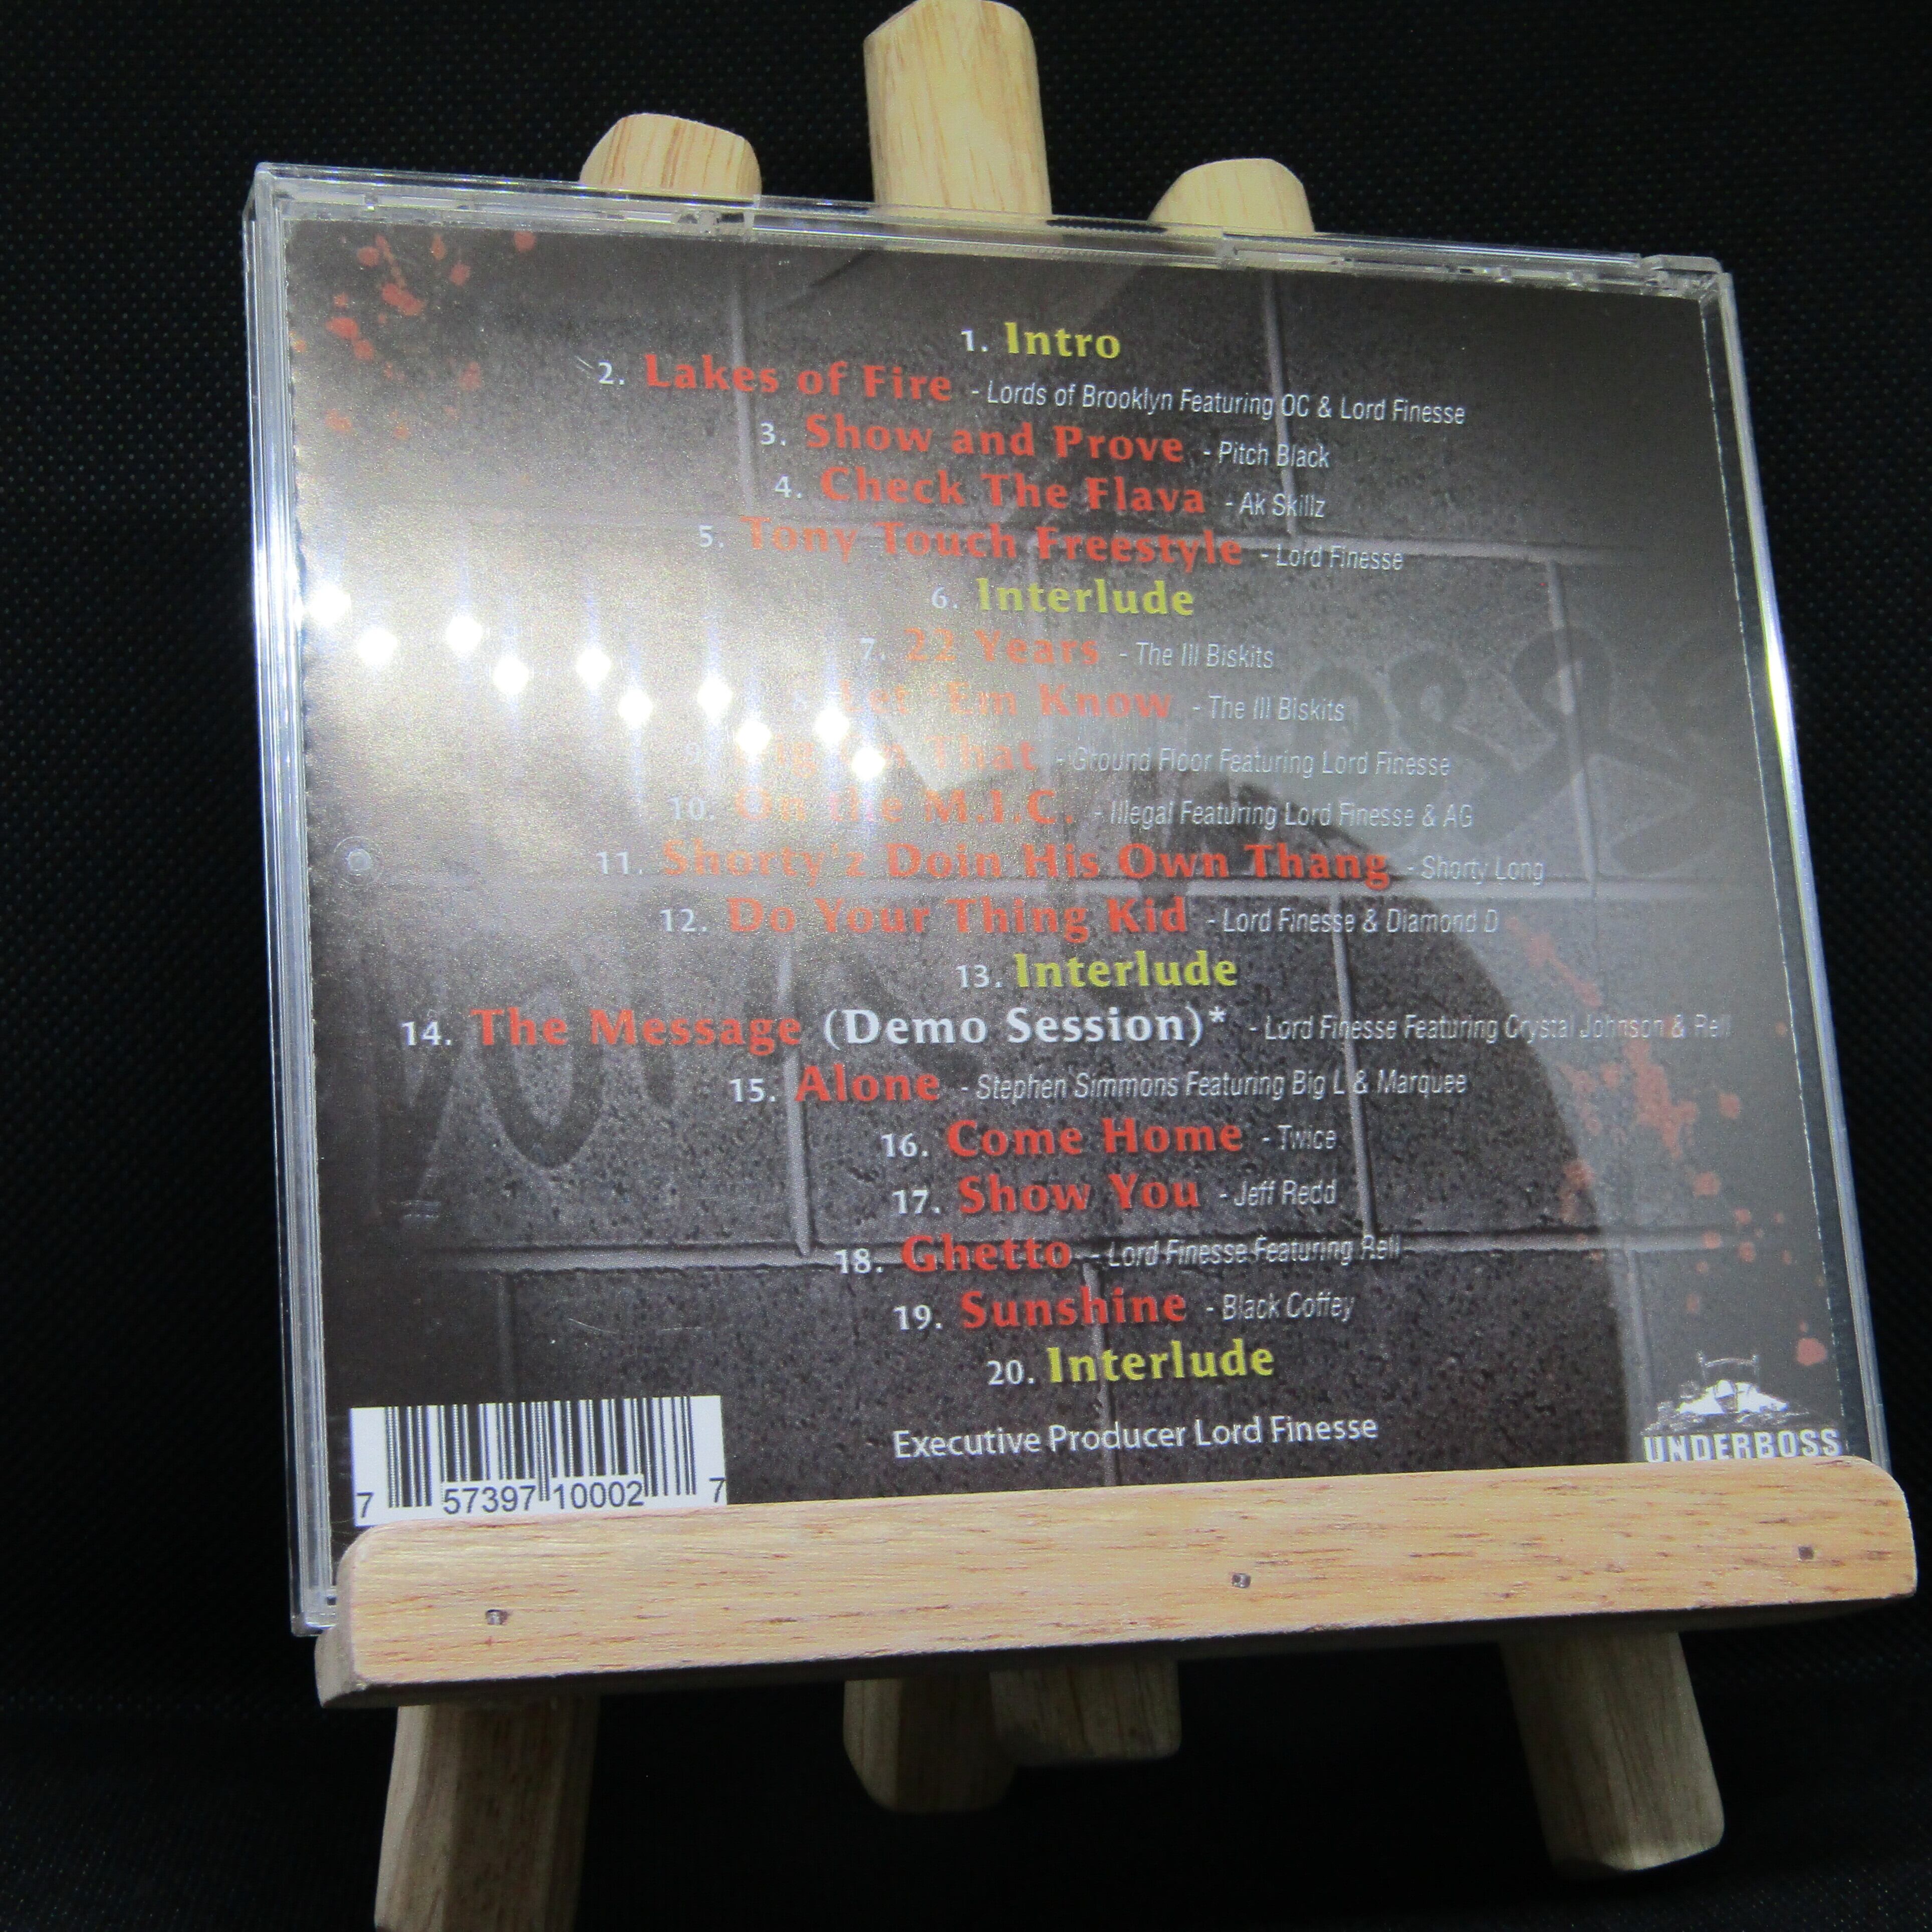 1. Intro
2. Lakes of Fire - Lords of Brooklyn Featuring OC & Lord Finesse
3. Show and Prove - Pitch Black
4. Check The Flava - Ak Skillz
5. Tony Touch Freestyle - Lord Finesse
6. Interlude
7. 22 Years - The Ill Biskits
8. Let 'Em Know - The Ill Biskits
9. That - Ground Floor Featuring Lord Finesse
10. On the M.I.C. - Illegal Featuring Lord Finesse & AG
11. Shorty'z Doin His Own Thang - Shorty Long
12. Do Your Thing Kid - Lord Finesse & Diamond D
13. Interlude
14. The Message (Demo Session)* - Lord Finesse Featuring Crystal Johnson & Rell
15. Alone - Stephen Simmons Featuring Big L & Marquee
16. Come Home - Twice
17. Show You - Jeff Redd
18. Ghetto - Lord Finesse Featuring Rell
19. Sunshine - Black Coffey
20. Interlude
Executive Producer Lord Finesse
UNDERBOSS
7 57397 10002 7